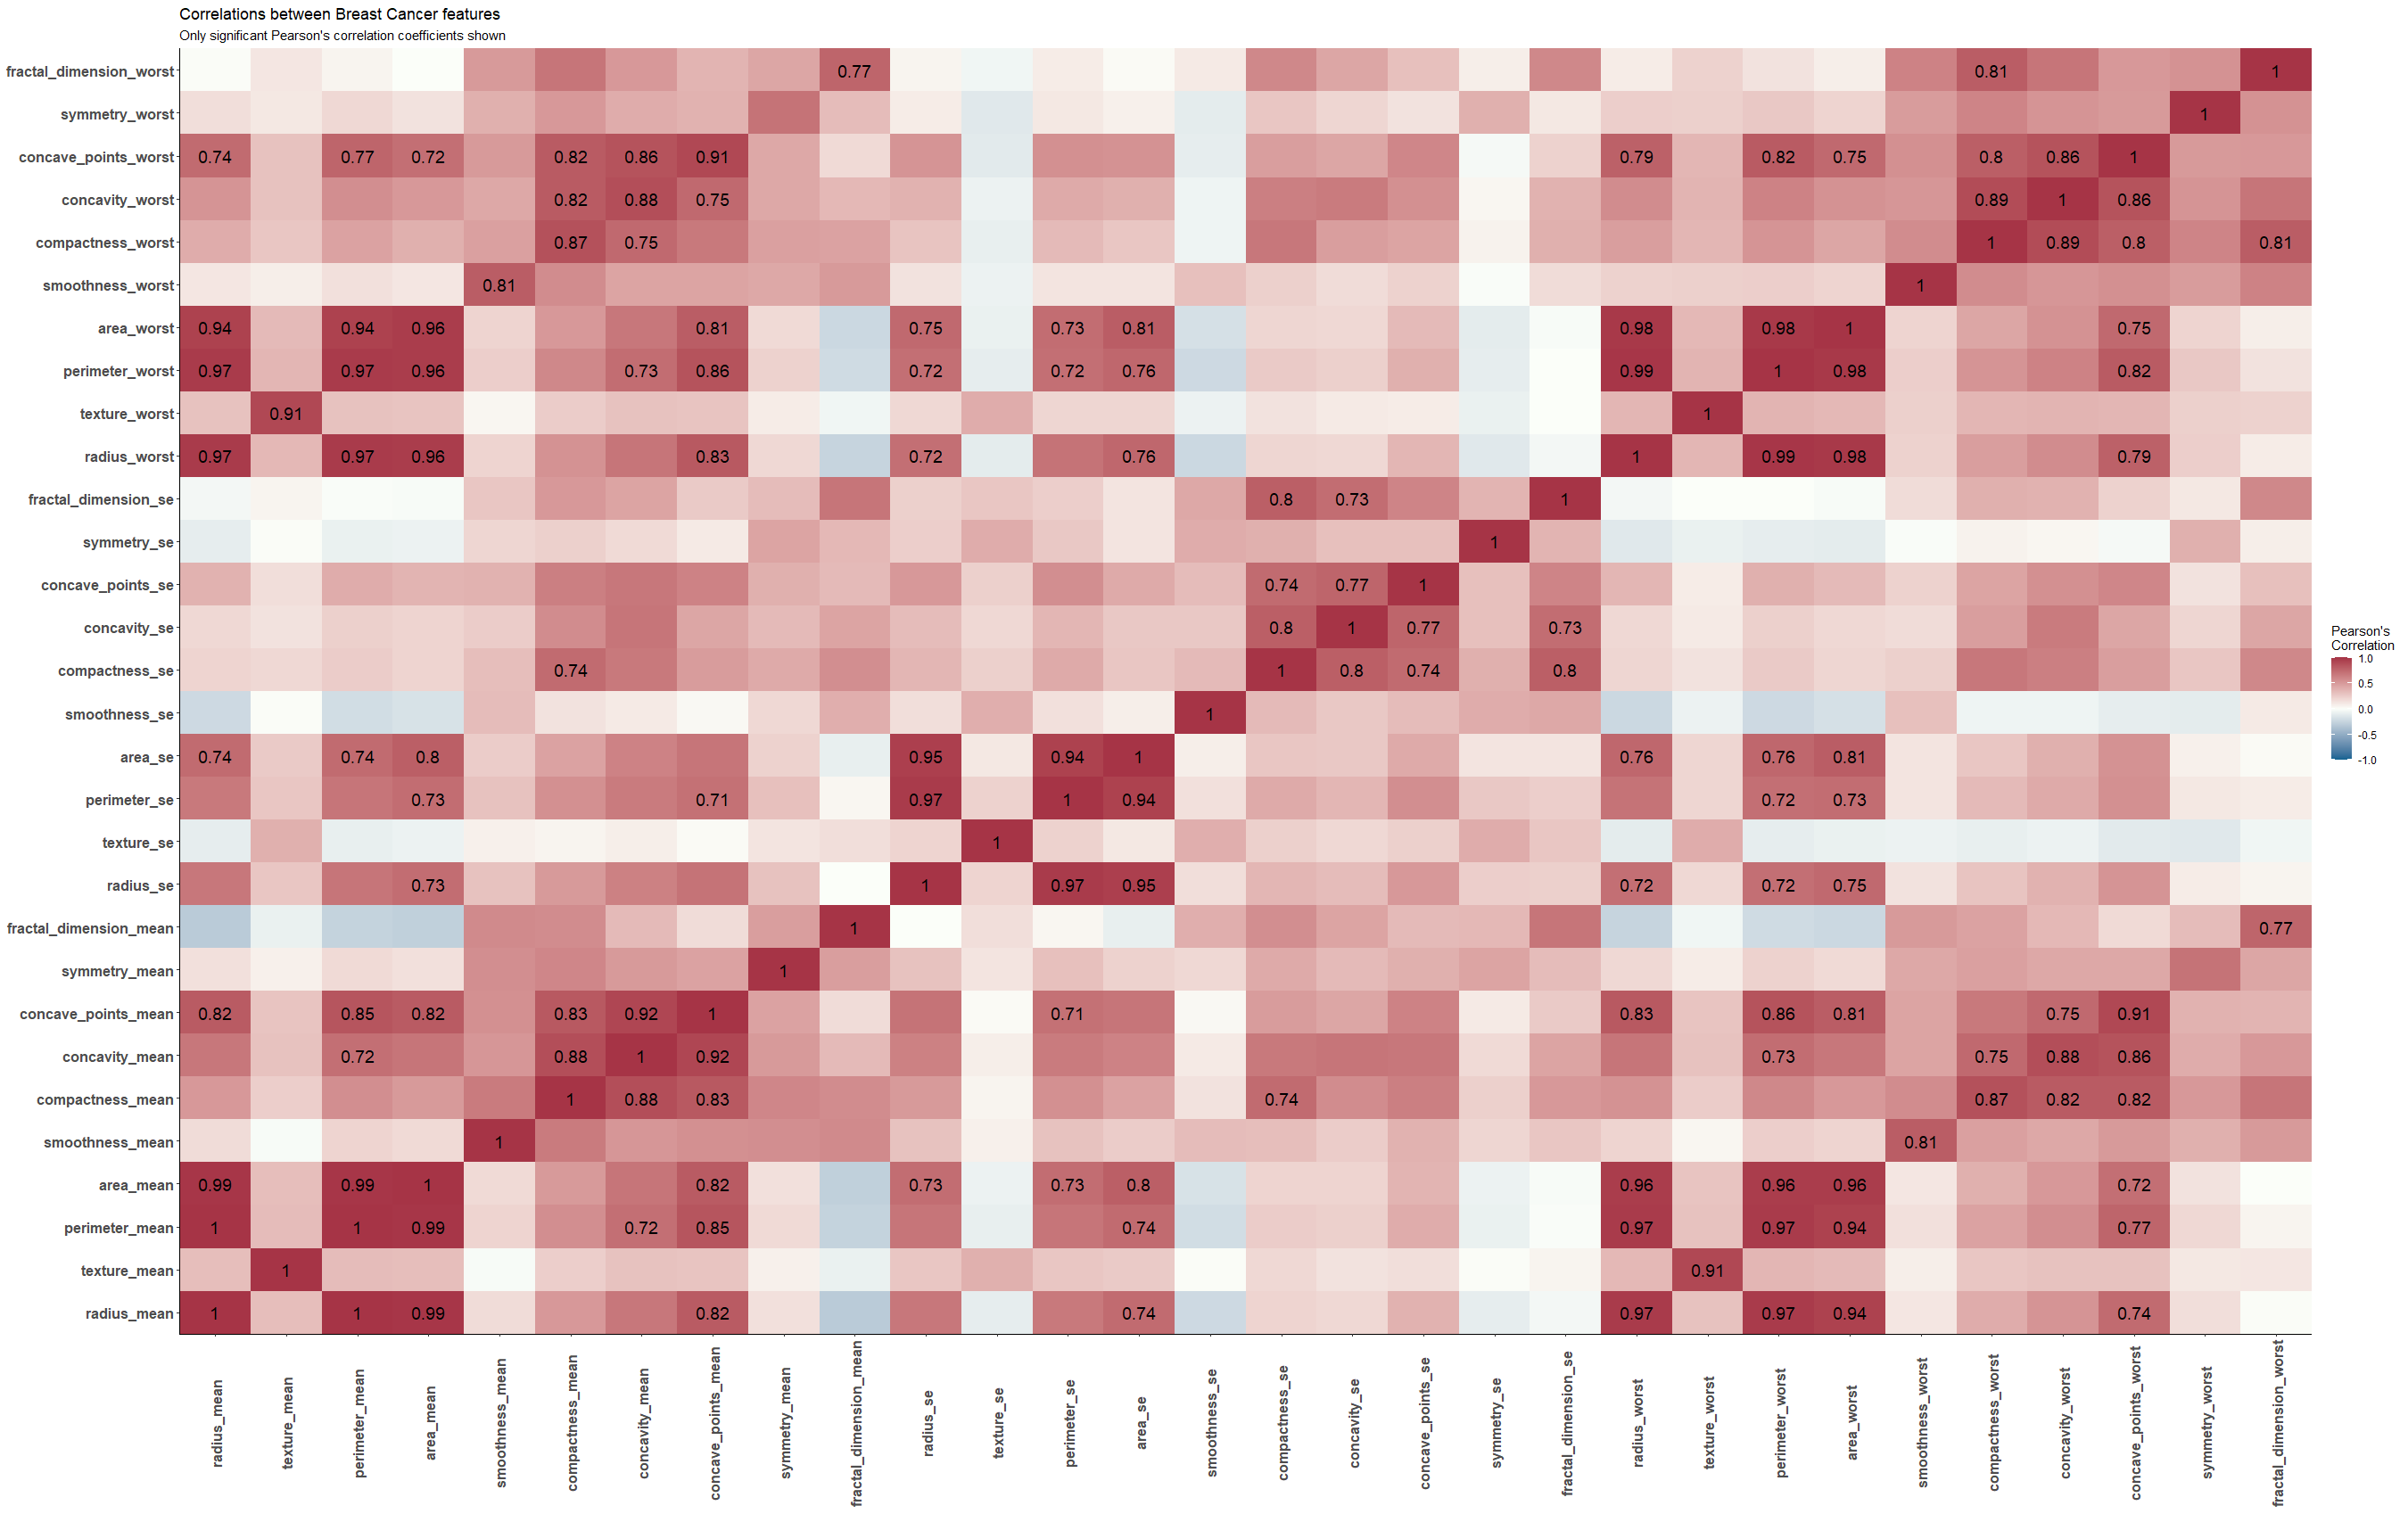 Correlations between Breast Cancer features
Only significant Pearson's correlation coefficients shown
fractal_dimension_worst 0.77 0.81 1
symmetry_worst 1
concave_points_worst 0.74 0.77 0.72 0.82 0.86 0.91 0.79 0.82 0.75 0.8 0.86 1
concavity_worst 0.82 0.88 0.75 0.89 1 0.86
compactness_worst 0.87 0.75 1 0.89 0.8 0.81
smoothness_worst 0.81 1
area_worst 0.94 0.94 0.96 0.81 0.75 0.73 0.81 0.98 0.98 1 0.75
perimeter_worst 0.97 0.97 0.96 0.73 0.86 0.72 0.72 0.76 0.99 1 0.98 0.82
texture_worst 0.91 1
radius_worst 0.97 0.97 0.96 0.83 0.72 0.76 1 0.99 0.98 0.79
fractal_dimension_se 0.8 0.73 1
symmetry_se 1
concave_points_se 0.74 0.77 1
concavity_se 0.8 1 0.77 0.73
compactness_se 0.74 1 0.8 0.74 0.8
smoothness_se 1
area_se 0.74 0.74 0.8 0.95 0.94 1 0.76 0.76 0.81
perimeter_se 0.73 0.71 0.97 1 0.94 0.72 0.73
texture_se 1
radius_se 0.73 1 0.97 0.95 0.72 0.72 0.75
fractal_dimension_mean 1 0.77
symmetry_mean 1
concave_points_mean 0.82 0.85 0.82 0.83 0.92 1 0.71 0.83 0.86 0.81 0.75 0.91
concavity_mean 0.72 0.88 1 0.92 0.73 0.75 0.88 0.86
compactness_mean 1 0.88 0.83 0.74 0.87 0.82 0.82
smoothness_mean 1 0.81
area_mean 0.99 0.99 1 0.82 0.73 0.73 0.8 0.96 0.96 0.96 0.72
perimeter_mean 1 1 0.99 0.72 0.85 0.74 0.97 0.97 0.94 0.77
texture_mean 1 0.91
radius_mean 1 1 0.99 0.82 0.74 0.97 0.97 0.94 0.74
radius_mean
texture_mean
perimeter_mean
area_mean
smoothness_mean
compactness_mean
concavity_mean
concave_points_mean
symmetry_mean
fractal_dimension_mean
radius_se
texture_se
perimeter_se
area_se
smoothness_se
compactness_se
concavity_se
concave_points_se
symmetry_se
fractal_dimension_se
radius_worst
texture_worst
perimeter_worst
area_worst
smoothness_worst
compactness_worst
concavity_worst
concave_points_worst
symmetry_worst
fractal_dimension_worst
Pearson's
Correlation
1.0
0.5
0.0
-0.5
-1.0